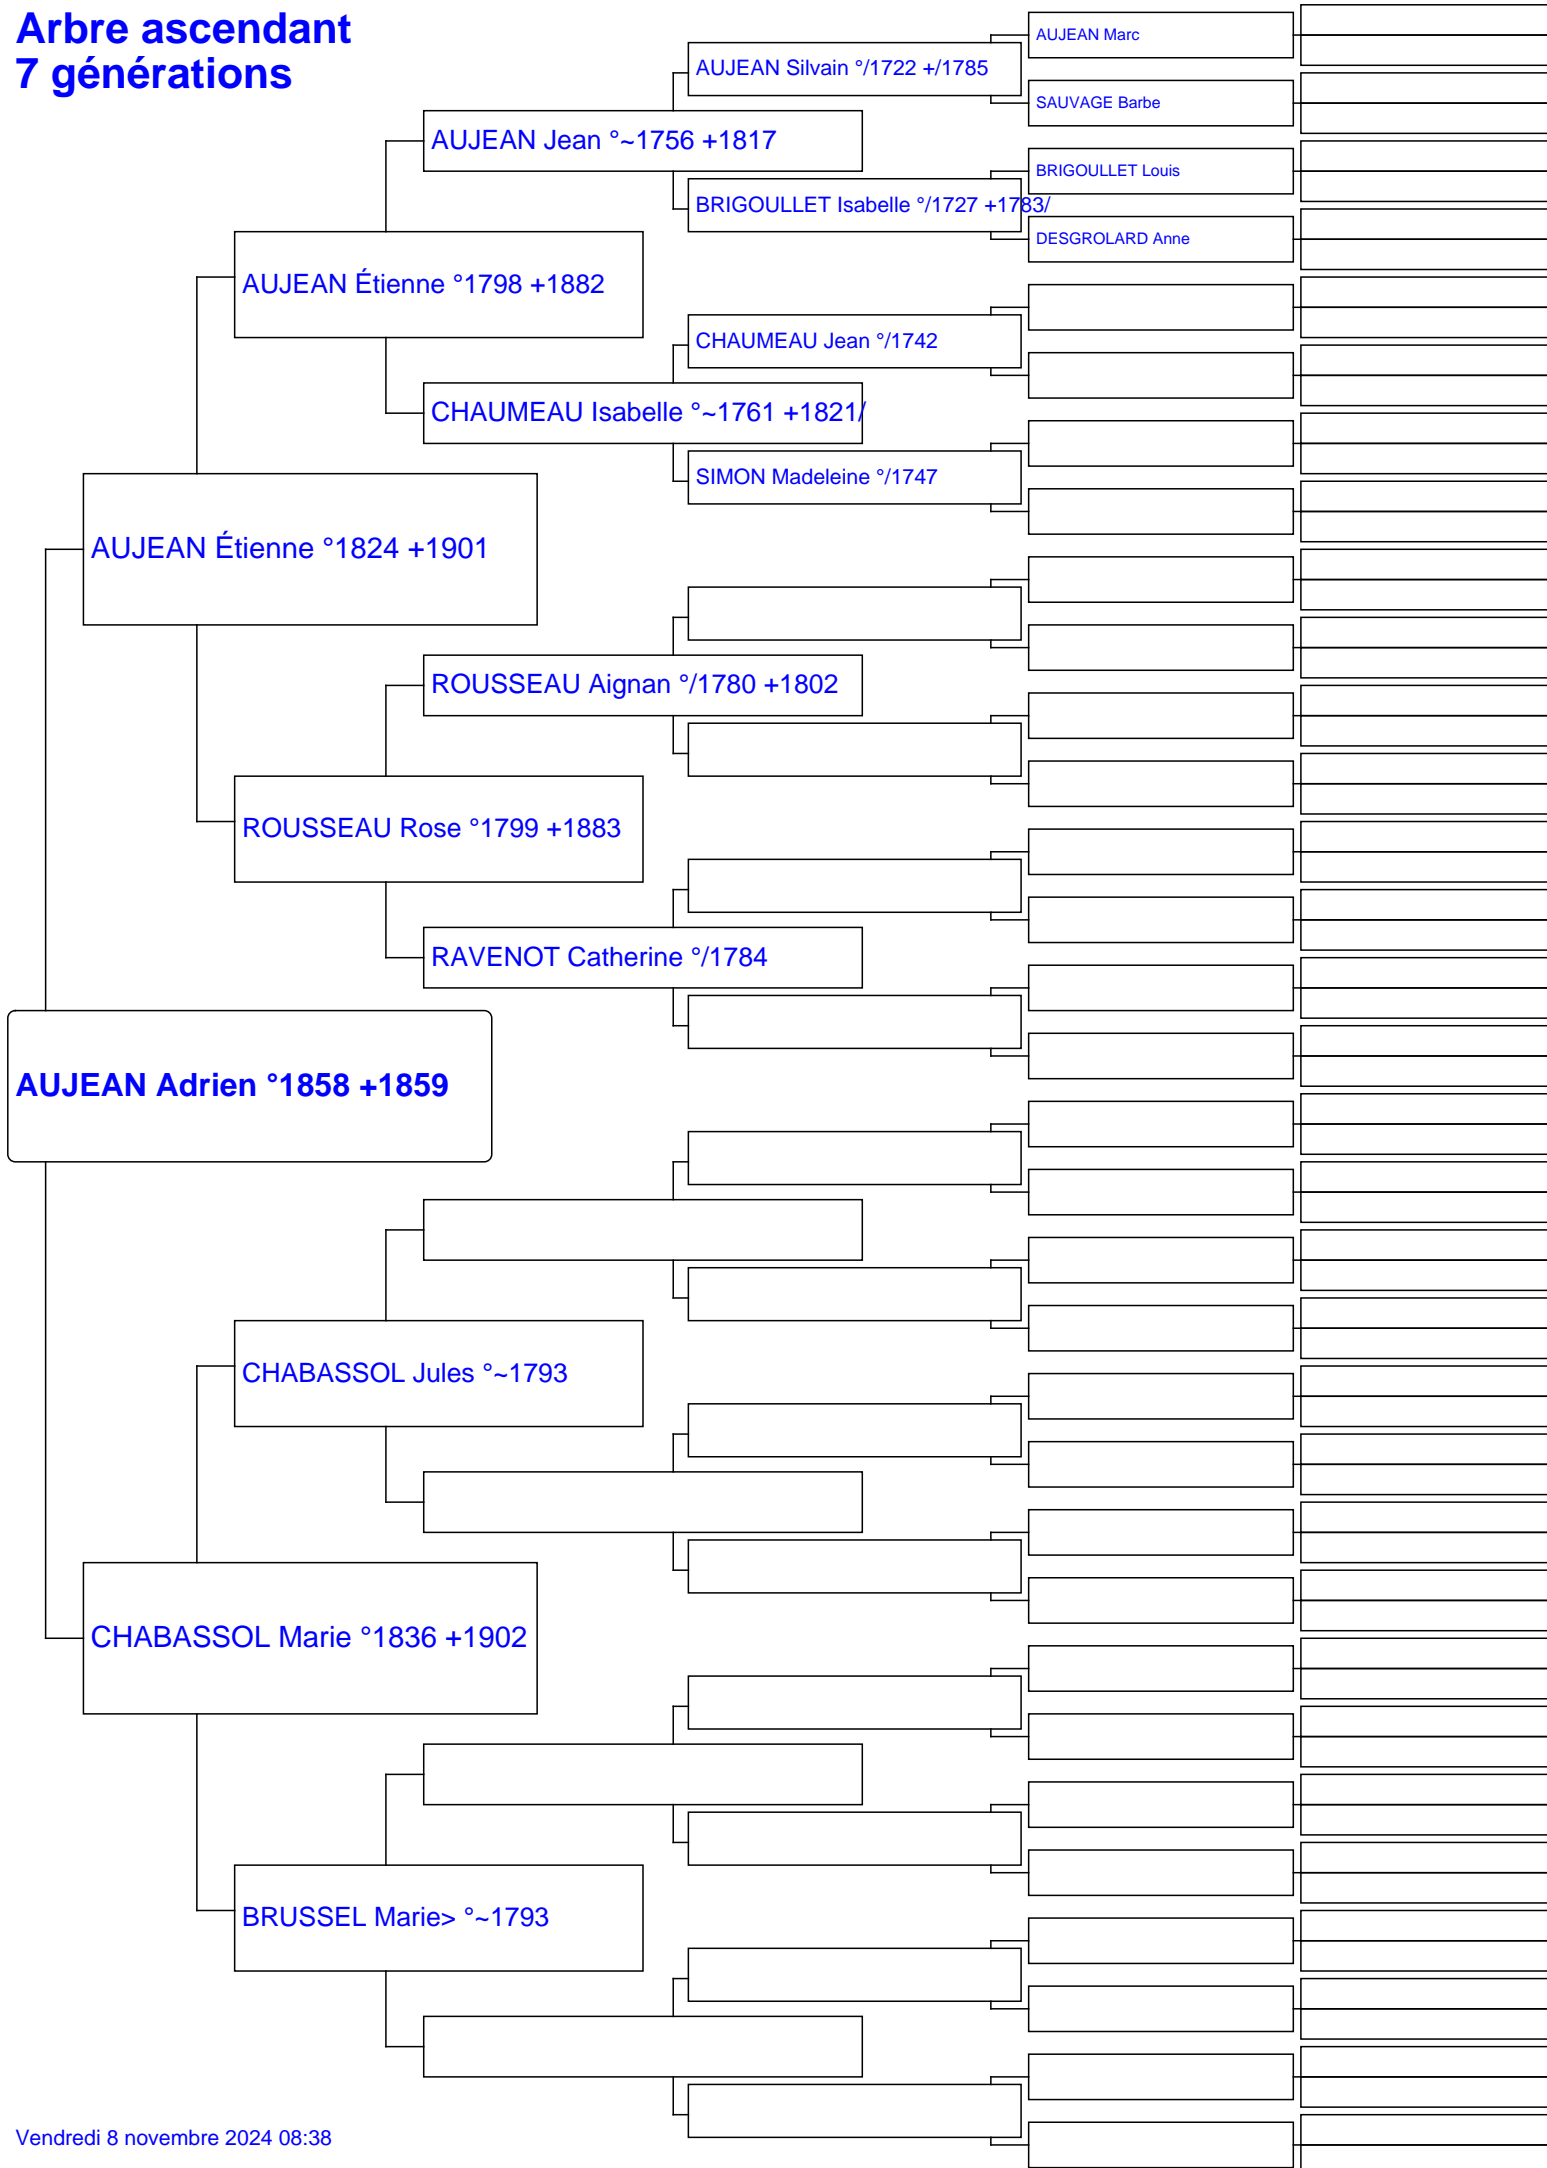 Arbre ascendant
7 générations
AUJEAN Marc
AUJEAN Silvain °/1722 +/1785
SAUVAGE Barbe
AUJEAN Jean °~1756 +1817
BRIGOULLET Louis
BRIGOULLET Isabelle °/1727 +1783/
DESGROLARD Anne
AUJEAN Étienne °1798 +1882
CHAUMEAU Jean °/1742
CHAUMEAU Isabelle °~1761 +1821/
SIMON Madeleine °/1747
AUJEAN Étienne °1824 +1901
ROUSSEAU Aignan °/1780 +1802
ROUSSEAU Rose °1799 +1883
RAVENOT Catherine °/1784
AUJEAN Adrien °1858 +1859
CHABASSOL Jules °~1793
CHABASSOL Marie °1836 +1902
BRUSSEL Marie> °~1793
Vendredi 8 novembre 2024 08:38